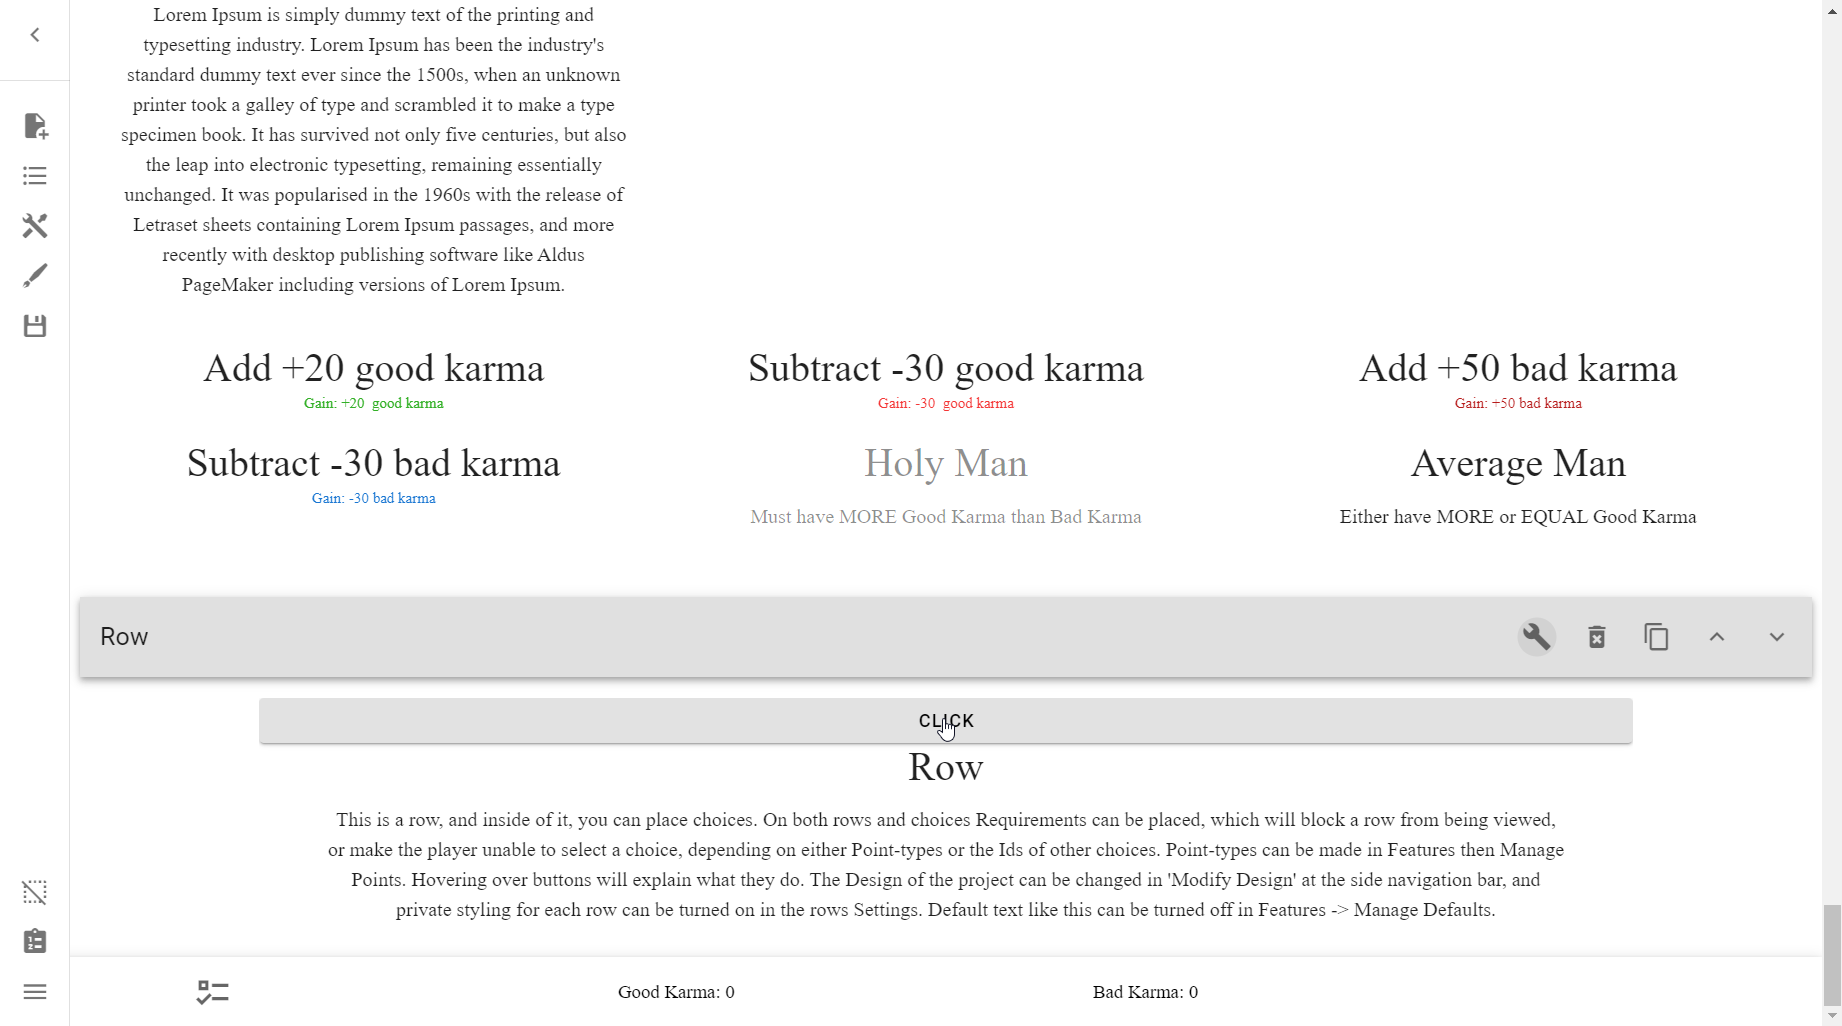 Lorem Ipsum is simply dummy text of the printing and
typesetting industry. Lorem Ipsum has been the industry's
standard dummy text ever since the 1500s, when an unknown
printer took a galley of type and scrambled it to make a type
specimen book. It has survived not only five centuries, but also
the leap into electronic typesetting, remaining essentially
unchanged. It was popularised in the 1960s with the release of
Letraset sheets containing Lorem Ipsum passages, and more
recently with desktop publishing software like Aldus
PageMaker including versions of Lorem Ipsum.
Add +20 good karma
Gain: +20 good karma
Subtract -30 good karma
Gain: -30 good karma
Add +50 bad karma
Gain: +50 bad karma
Subtract -30 bad karma
Gain: -30 bad karma
Holy Man
Must have MORE Good Karma than Bad Karma
Average Man
Either have MORE or EQUAL Good Karma
Row
CLICK
Row
This is a row, and inside of it, you can place choices. On both rows and choices Requirements can be placed, which will block a row from being viewed,
or make the player unable to select a choice, depending on either Point-types or the Ids of other choices. Point-types can be made in Features then Manage
Points. Hovering over buttons will explain what they do. The Design of the project can be changed in 'Modify Design' at the side navigation bar, and
private styling for each row can be turned on in the rows Settings. Default text like this can be turned off in Features -> Manage Defaults.
Good Karma: 0
Bad Karma: 0